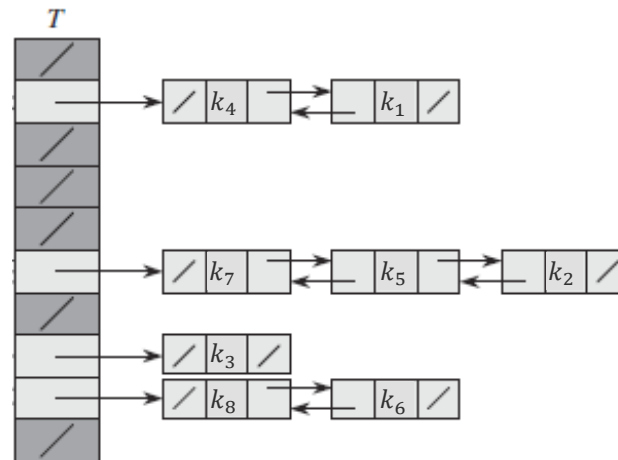 T
k₄ k₁
k₇ k₅ k₂
k₃
k₈ k₆